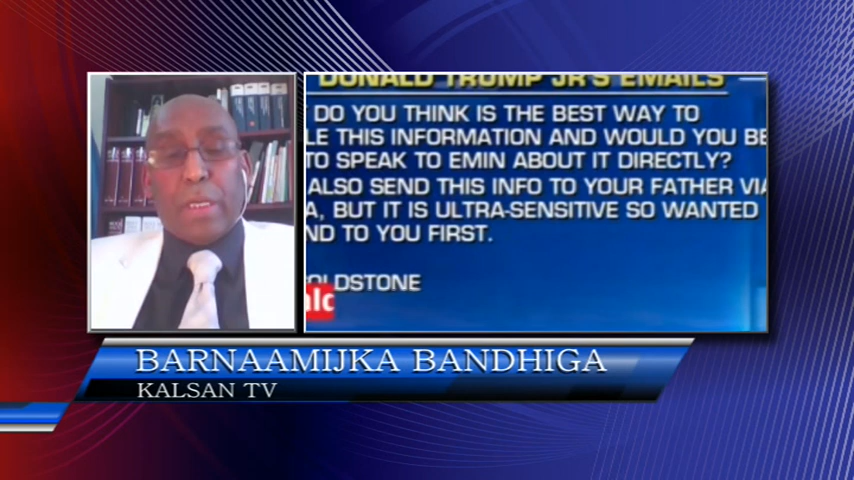 DONALD TRUMP JR'S EMAILS
DO YOU THINK IS THE BEST WAY TO
LE THIS INFORMATION AND WOULD YOU BE
TO SPEAK TO EMIN ABOUT IT DIRECTLY?
ALSO SEND THIS INFO TO YOUR FATHER VIA
A, BUT IT IS ULTRA-SENSITIVE SO WANTED
ND TO YOU FIRST.
OLDSTONE
alc
BARNAAMIJKA BANDHIGA
KALSAN TV